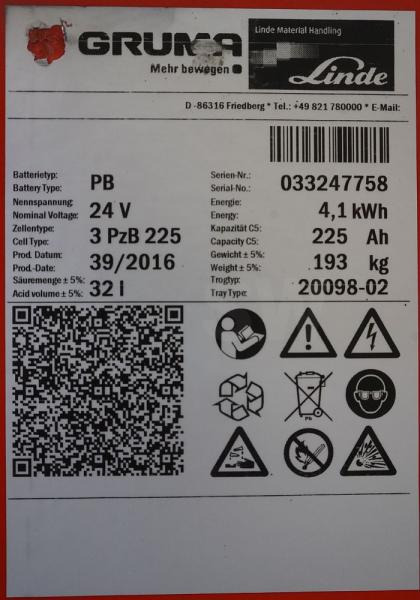 GRUMA
Mehr bewegen
Linde Material Handling
Linde
D-86316 Friedberg * Tel.: +49 821 780000 * E-Mail:
Batterietyp:
Battery Type: PB
Serien-Nr.:
Serial-No.: 033247758
Nennspannung:
Nominal Voltage: 24 V
Energie:
Energy: 4,1 kWh
Zellentype:
Cell Type: 3 PzB 225
Kapazität C5:
Capacity C5: 225 Ah
Prod. Datum:
Prod.-Date: 39/2016
Gewicht ± 5%:
Weight ± 5%: 193 kg
Säuremenge ± 5%:
Acid volume ± 5%: 32 l
Trogtyp:
Tray Type: 20098-02
Pb